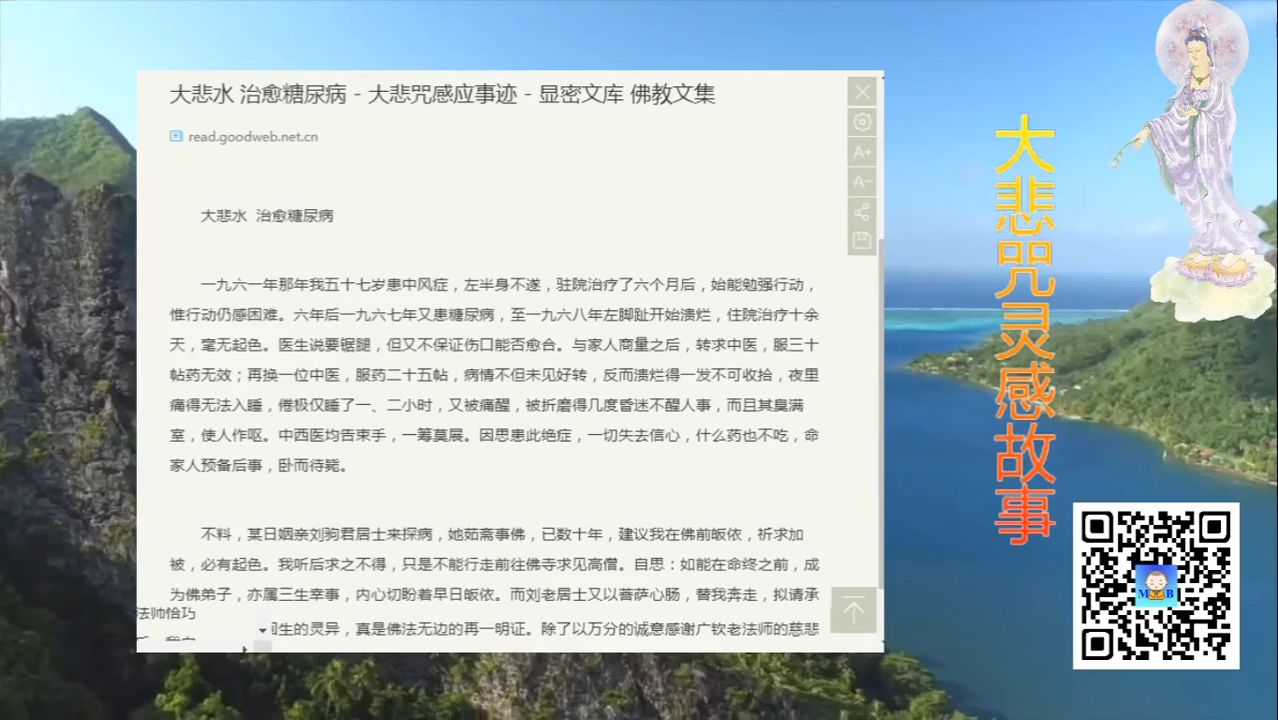 大悲水 治愈糖尿病 - 大悲咒感应事迹 - 显密文库 佛教文集
read.goodweb.net.cn
大悲水 治愈糖尿病
一九六一年那年我五十七岁患中风症，左半身不遂，驻院治疗了六个月后，始能勉强行动，
惟行动仍感困难。六年后一九六七年又患糖尿病，至一九六八年左脚趾开始溃烂，住院治疗十余
天，毫无起色。医生说要锯腿，但又不保证伤口能否愈合。与家人商量之后，转求中医，服三十
帖药无效；再换一位中医，服药二十五帖，病情不但未见好转，反而溃烂得一发不可收拾，夜里
痛得无法入睡，倦极仅睡了一、二小时，又被痛醒，被折磨得几度昏迷不醒人事，而且其臭满
室，使人作呕。中西医均告束手，一筹莫展。因思患此绝症，一切失去信心，什么药也不吃，命
家人预备后事，卧而待毙。
不料，某日姻亲刘驹君居士来探病，她茹斋事佛，已数十年，建议我在佛前皈依，祈求加
被，必有起色。我听后求之不得，只是不能行走前往佛寺求见高僧。自思：如能在命终之前，成
为佛弟子，亦属三生幸事，内心切盼着早日皈依。而刘老居士又以菩萨心肠，替我奔走，拟请承
法师恰巧
回生的灵异，真是佛法无边的再一明证。除了以万分的诚意感谢广钦老法师的慈悲
A+
A-
大悲咒灵感故事
M B